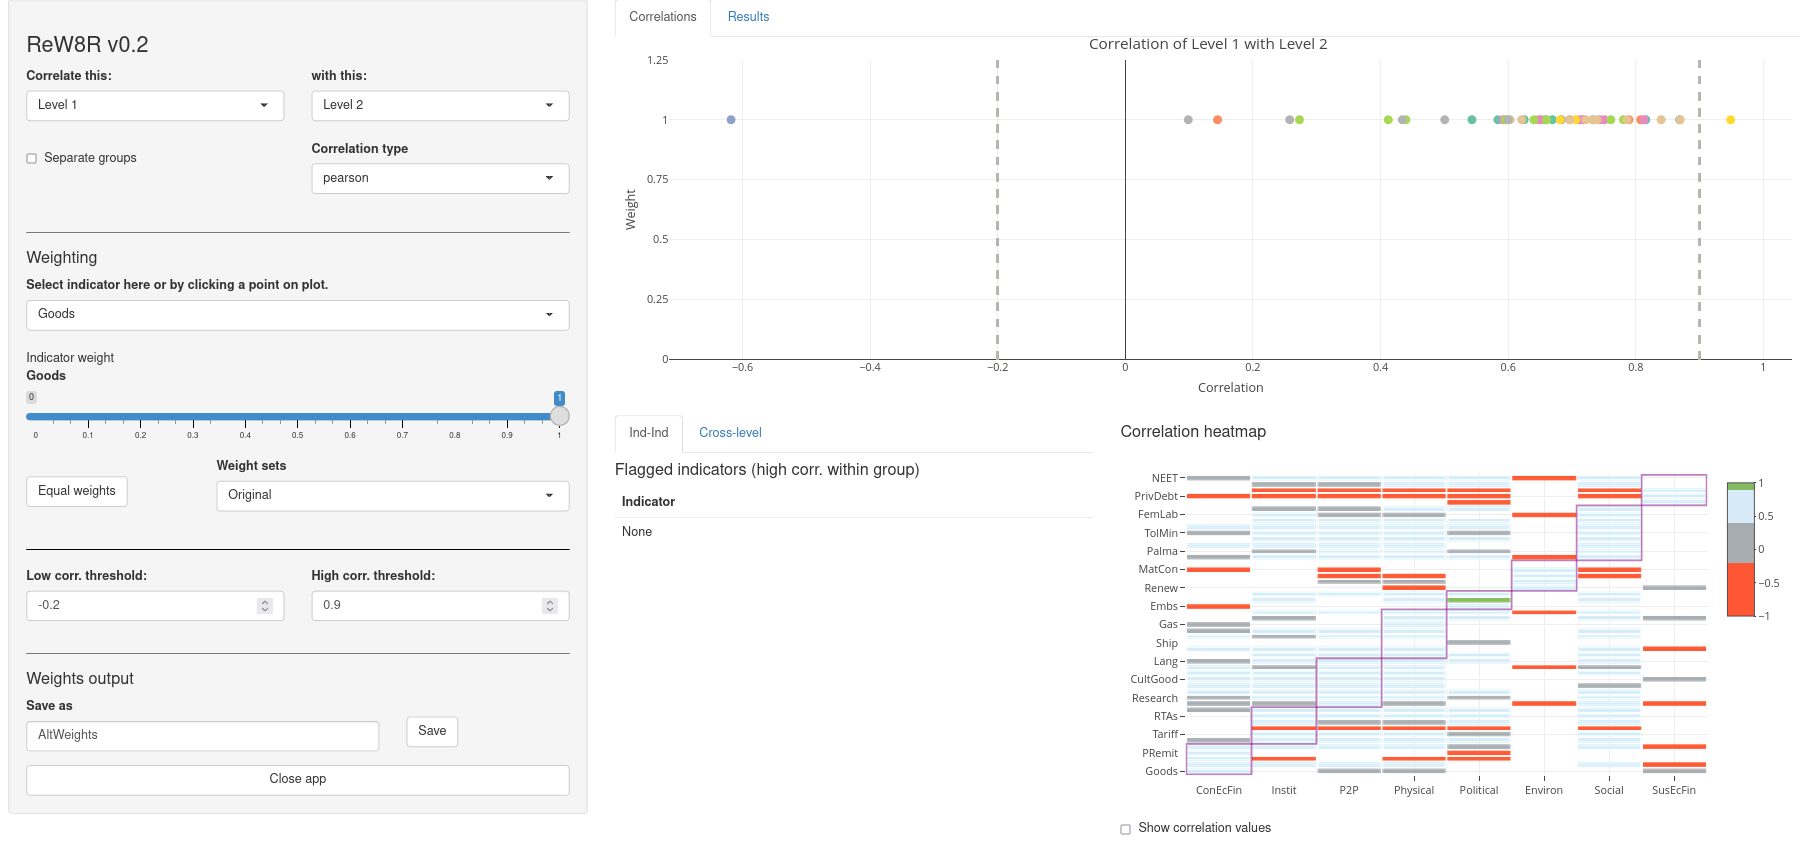 ReW8R v0.2
Correlate this:
with this:
Level 1
Level 2
Separate groups
Correlation type
pearson
Weighting
Select indicator here or by clicking a point on plot.
Goods
Indicator weight
Goods
0
1
0 0.1 0.2 0.3 0.4 0.5 0.6 0.7 0.8 0.9 1
Weight sets
Equal weights
Original
Low corr. threshold:
High corr. threshold:
-0.2
0.9
Weights output
Save as
AltWeights
Save
Close app
Correlations
Results
Correlation of Level 1 with Level 2
1.25
1
0.75
0.5
0.25
0
Weight
−0.6 −0.4 −0.2 0 0.2 0.4 0.6 0.8 1
Correlation
Ind-Ind
Cross-level
Flagged indicators (high corr. within group)
Indicator
None
Correlation heatmap
NEET
PrivDebt
FemLab
TolMin
Palma
MatCon
Renew
Embs
Gas
Ship
Lang
CultGood
Research
RTAs
Tariff
PRemit
Goods
ConEcFin Instit P2P Physical Political Environ Social SusEcFin
1
0.5
0
−0.5
−1
Show correlation values